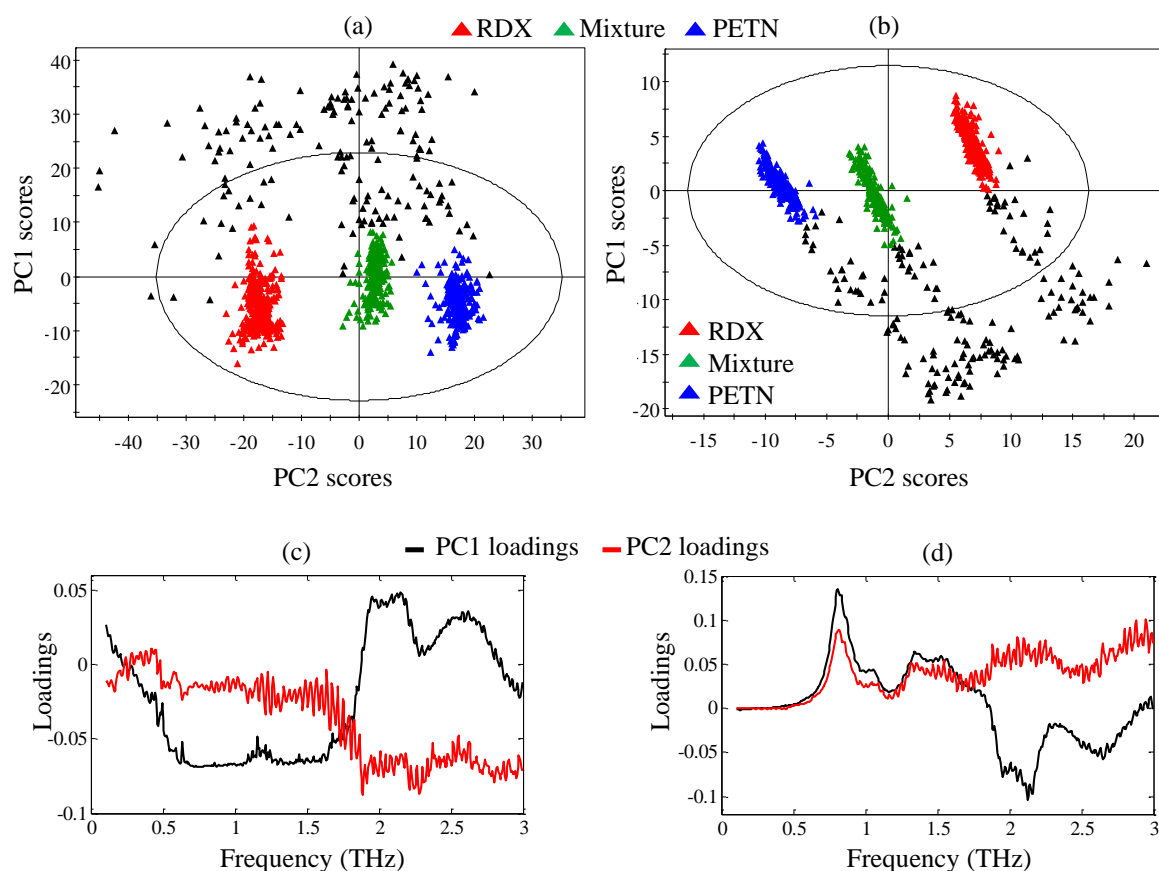 (a) RDX Mixture PETN (b)
40
30
20
10
0
-10
-20
PC1 scores
-40 -30 -20 -10 0 10 20 30
PC2 scores
10
5
0
-5
-10
-15
-20
PC1 scores
RDX
Mixture
PETN
-15 -10 -5 0 5 10 15 20
PC2 scores
(c) PC1 loadings PC2 loadings (d)
0.05
0
-0.05
-0.1
Loadings
0 0.5 1 1.5 2 2.5 3
Frequency (THz)
0.15
0.1
0.05
0
-0.05
-0.1
Loadings
0 0.5 1 1.5 2 2.5 3
Frequency (THz)